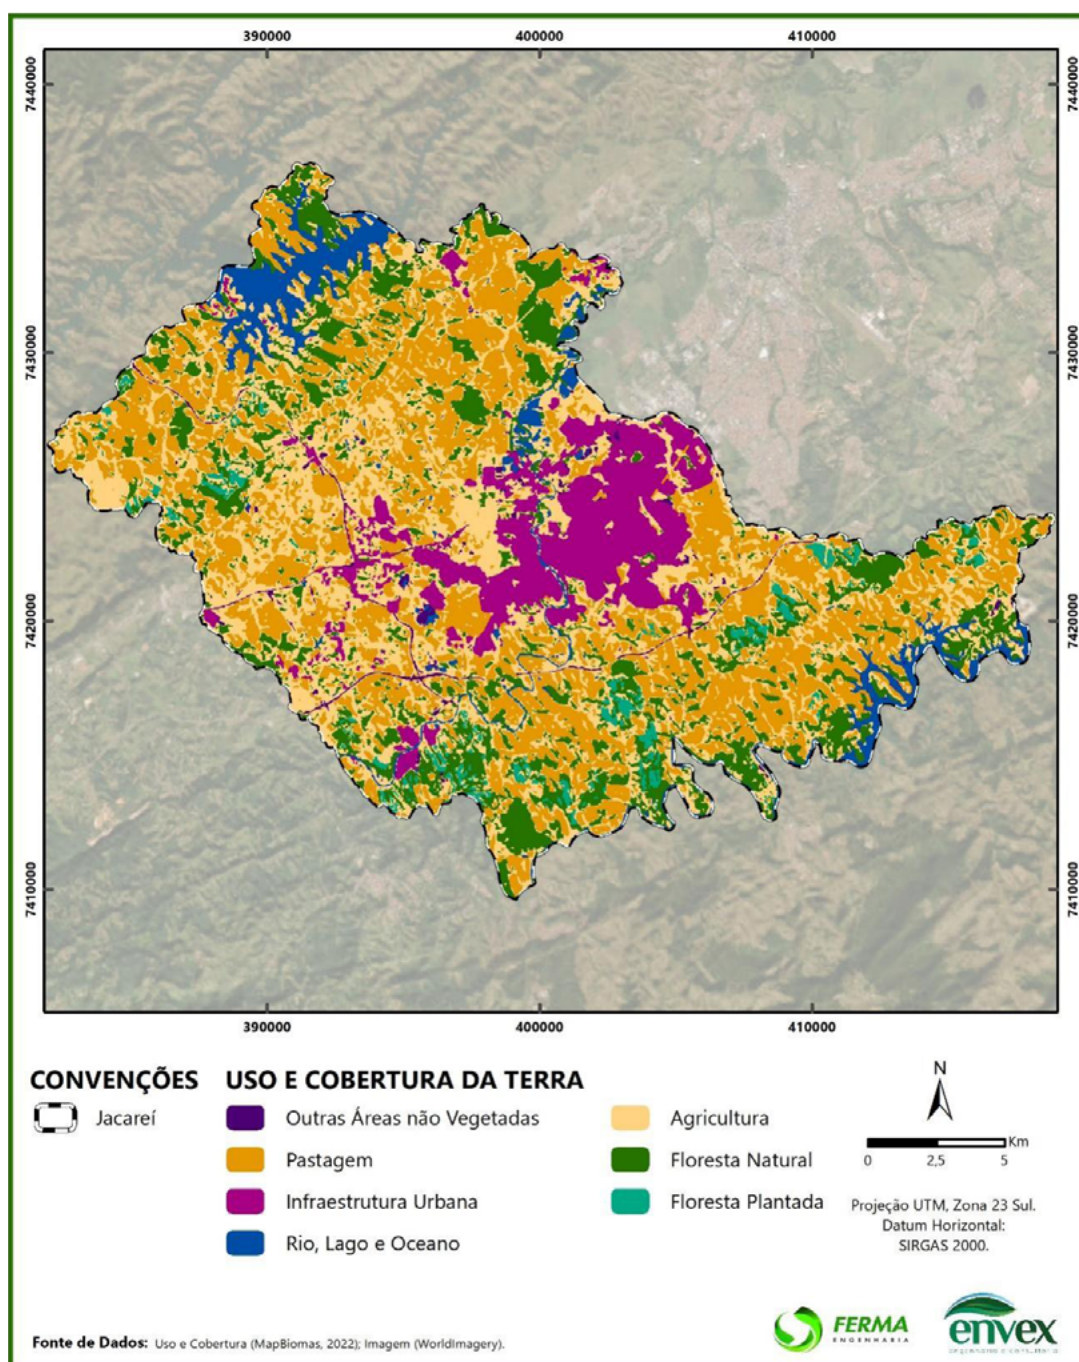 390000
400000
410000
7440000
7440000
7430000
7430000
7420000
7420000
7410000
7410000
390000
400000
410000
CONVENÇÕES
Jacareí
USO E COBERTURA DA TERRA
Outras Áreas não Vegetadas
Pastagem
Infraestrutura Urbana
Rio, Lago e Oceano
Agricultura
Floresta Natural
Floresta Plantada
N
Km
0 2,5 5
Projeção UTM, Zona 23 Sul.
Datum Horizontal:
SIRGAS 2000.
Fonte de Dados: Uso e Cobertura (MapBiomas, 2022); Imagem (WorldImagery).
FERMA
ENGENHARIA
envex